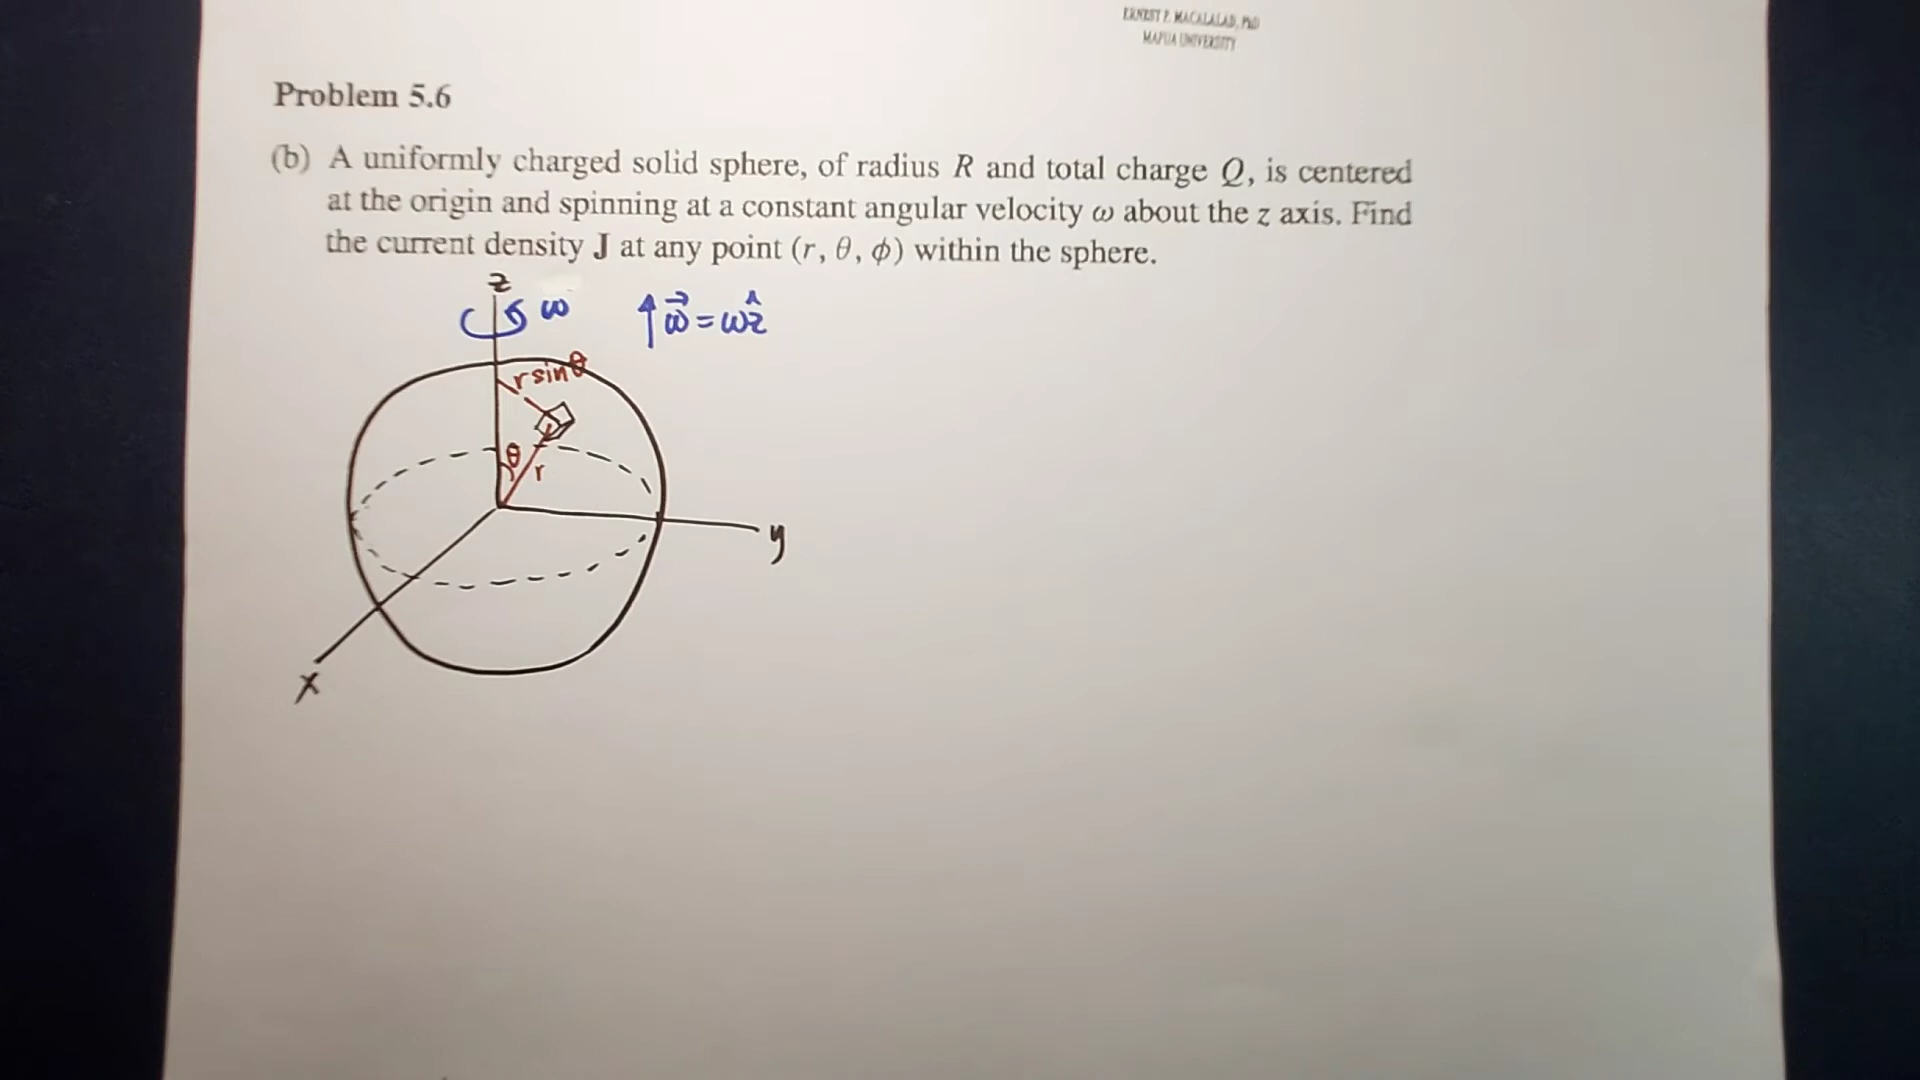 ERNEST P. MACALALAD, PhD
MAPUA UNIVERSITY
Problem 5.6
(b) A uniformly charged solid sphere, of radius R and total charge Q, is centered
at the origin and spinning at a constant angular velocity ω about the z axis. Find
the current density J at any point (r, θ, ϕ) within the sphere.
z
ω
↑ω⃗ = ωẑ
r sin θ
θ
r
y
x